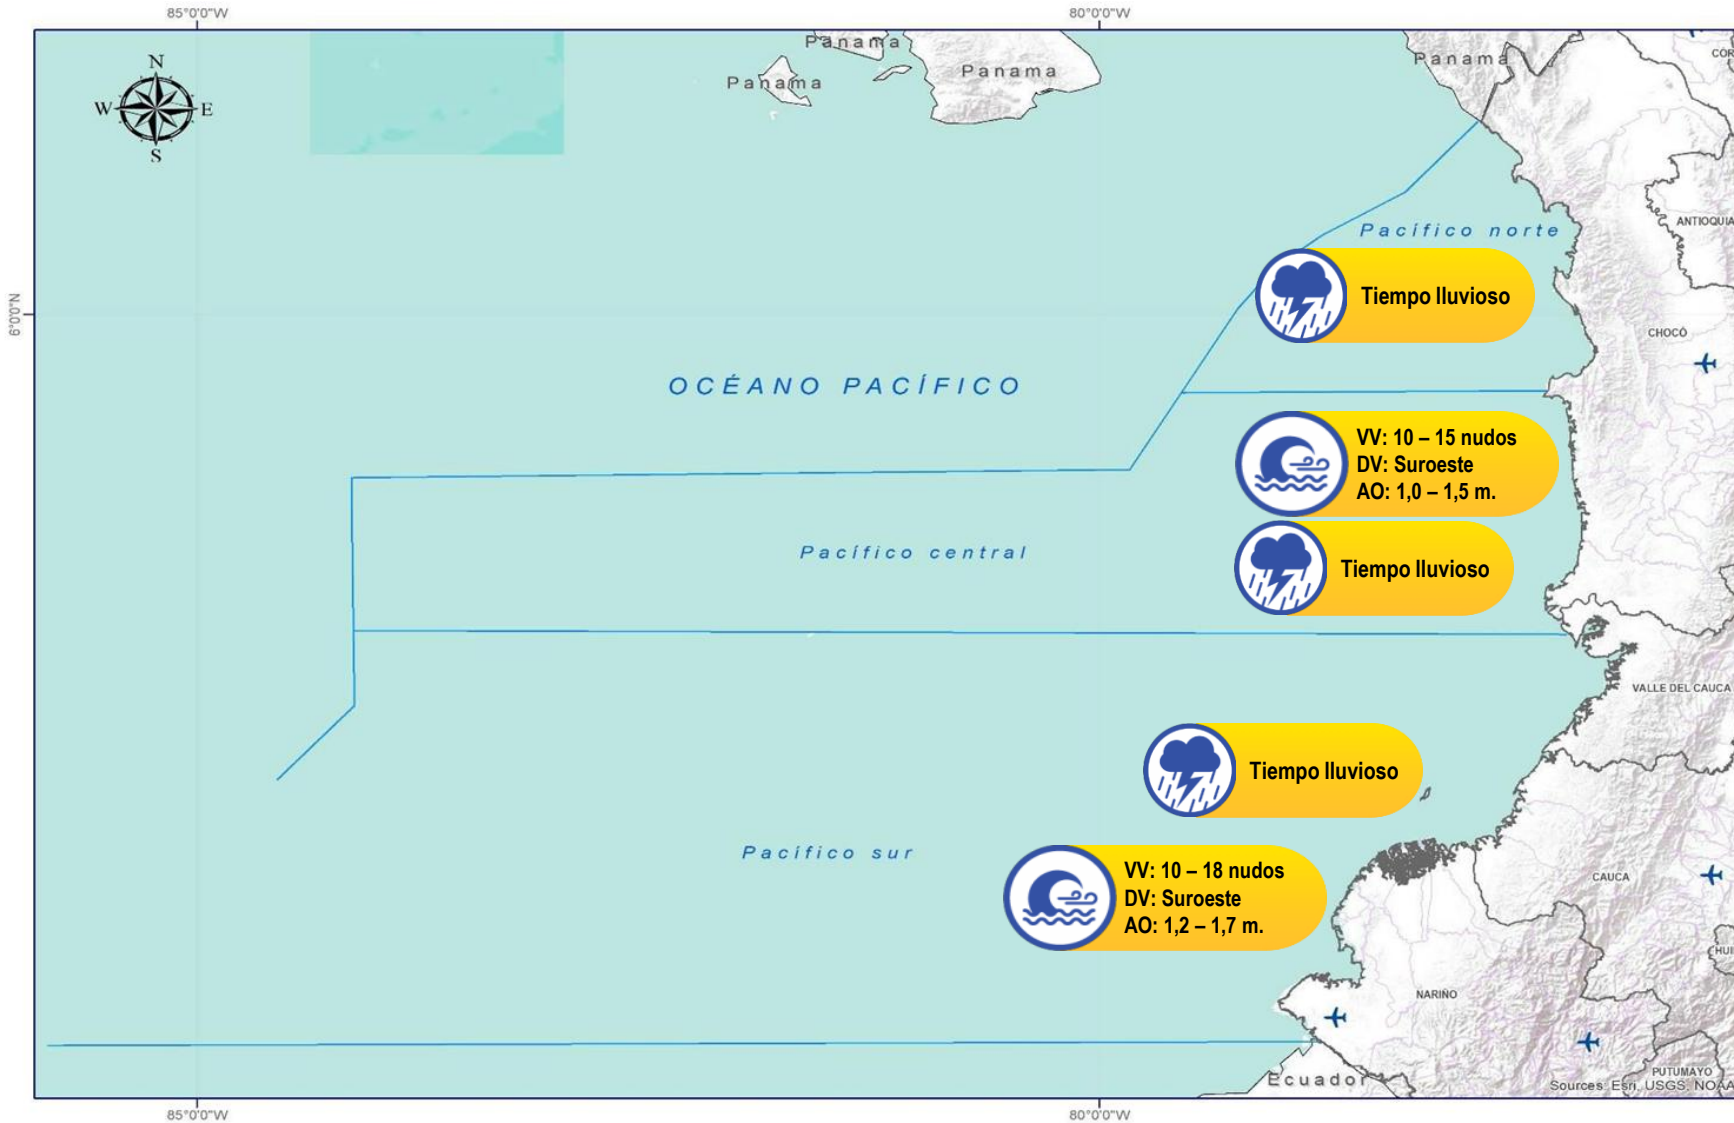 85°0'0"W
80°0'0"W
Panama
Panama
Panama
Panama
N
W
E
S
COR
ANTIOQUIA
Pacífico norte
Tiempo lluvioso
6°0'0"N
CHOCÓ
OCÉANO PACÍFICO
VV: 10 – 15 nudos
DV: Suroeste
AO: 1,0 – 1,5 m.
Pacífico central
Tiempo lluvioso
VALLE DEL CAUCA
Tiempo lluvioso
Pacífico sur
VV: 10 – 18 nudos
DV: Suroeste
AO: 1,2 – 1,7 m.
CAUCA
HUI
NARIÑO
PUTUMAYO
Ecuador
Sources: Esri, USGS, NOAA
85°0'0"W
80°0'0"W